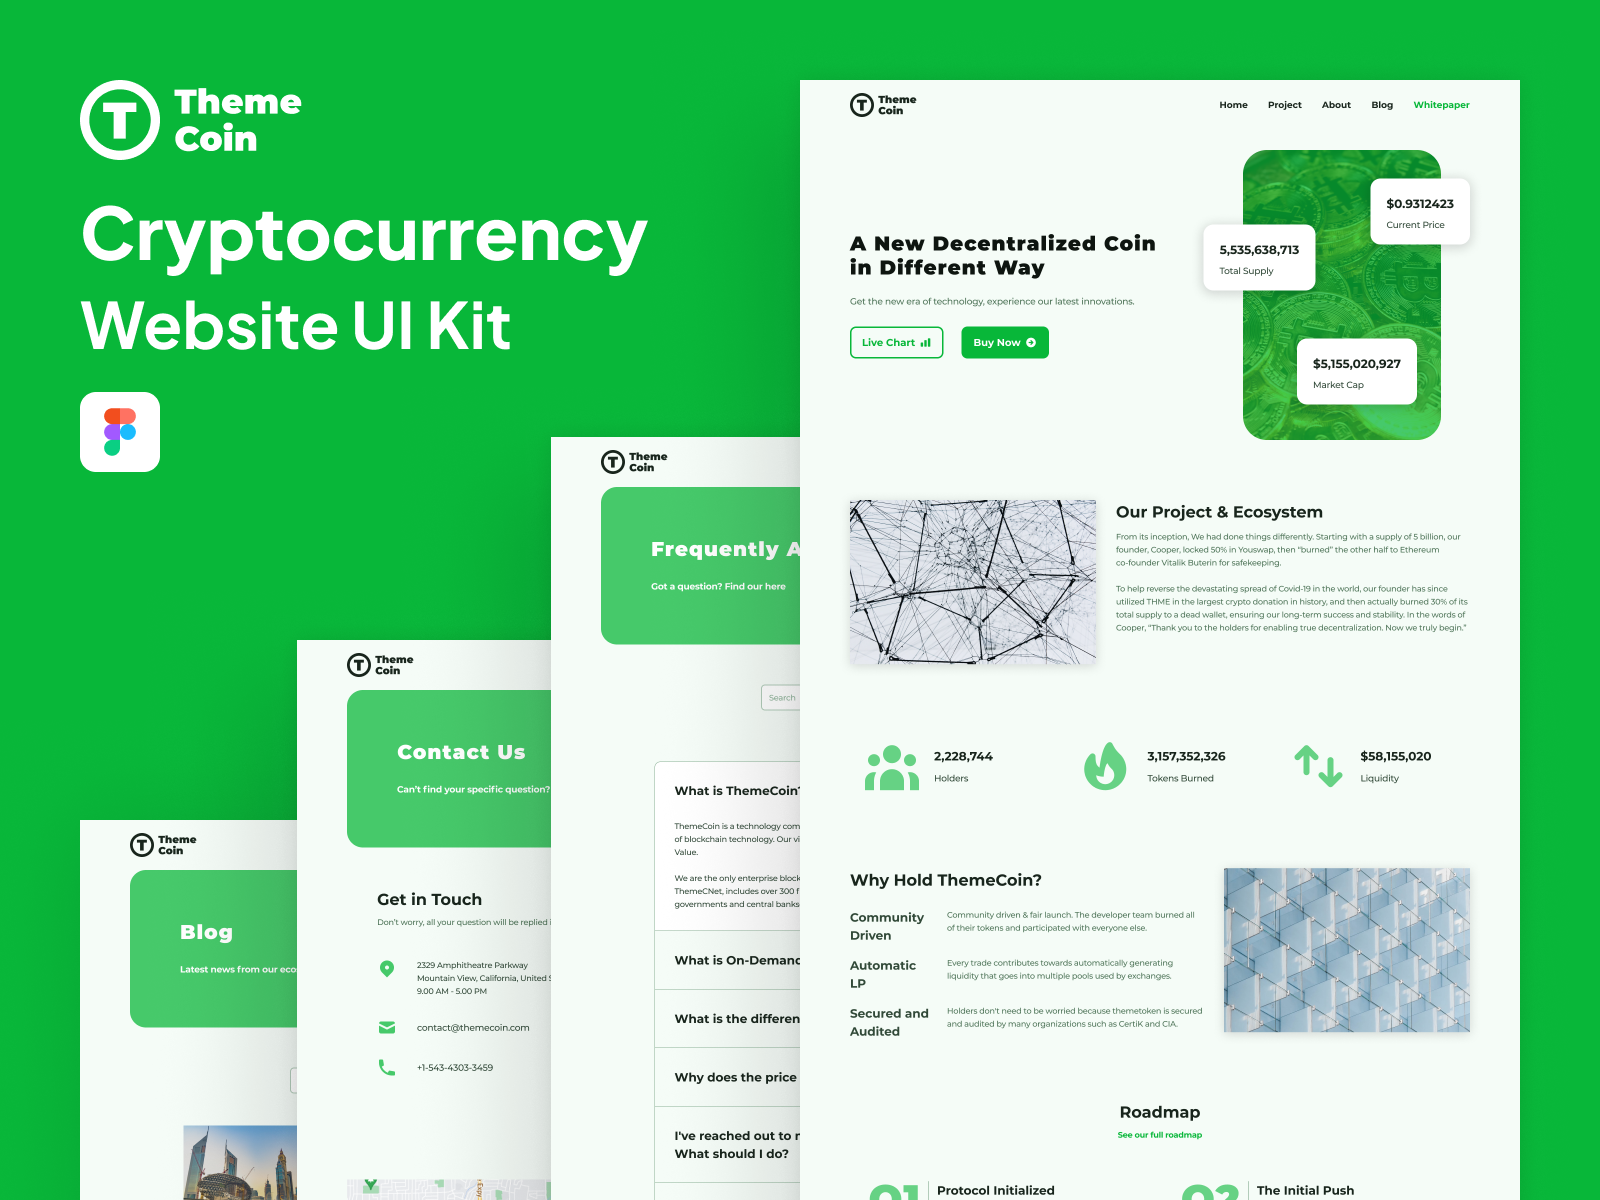 Theme
Coin
Cryptocurrency
Website UI Kit
Theme
Coin
Home
Project
About
Blog
Whitepaper
A New Decentralized Coin
in Different Way
Get the new era of technology, experience our latest innovations.
Live Chart
Buy Now
$0.9312423
Current Price
5,535,638,713
Total Supply
$5,155,020,927
Market Cap
Our Project & Ecosystem
From its inception, We had done things differently. Starting with a supply of 5 billion, our
founder, Cooper, locked 50% in Youswap, then “burned” the other half to Ethereum
co-founder Vitalik Buterin for safekeeping.
To help reverse the devastating spread of Covid-19 in the world, our founder has since
utilized THME in the largest crypto donation in history, and then actually burned 30% of its
total supply to a dead wallet, ensuring our long-term success and stability. In the words of
Cooper, “Thank you to the holders for enabling true decentralization. Now we truly begin.”
2,228,744
Holders
3,157,352,326
Tokens Burned
$58,155,020
Liquidity
Why Hold ThemeCoin?
Community
Driven
Community driven & fair launch. The developer team burned all
of their tokens and participated with everyone else.
Automatic
LP
Every trade contributes towards automatically generating
liquidity that goes into multiple pools used by exchanges.
Secured and
Audited
Holders don't need to be worried because themetoken is secured
and audited by many organizations such as CertiK and CIA.
Roadmap
See our full roadmap
01
Protocol Initialized
02
The Initial Push
Theme
Coin
Frequently A
Got a question? Find our here
Search
What is ThemeCoin?
ThemeCoin is a technology com
of blockchain technology. Our vi
Value.
We are the only enterprise block
ThemeCNet, includes over 300 f
governments and central banks
What is On-Demand
What is the differen
Why does the price
I've reached out to
What should I do?
Theme
Coin
Contact Us
Can't find your specific question?
Get in Touch
Don't worry, all your question will be replied i
2329 Amphitheatre Parkway
Mountain View, California, United S
9.00 AM - 5.00 PM
contact@themecoin.com
+1-543-4303-3459
Theme
Coin
Blog
Latest news from our eco